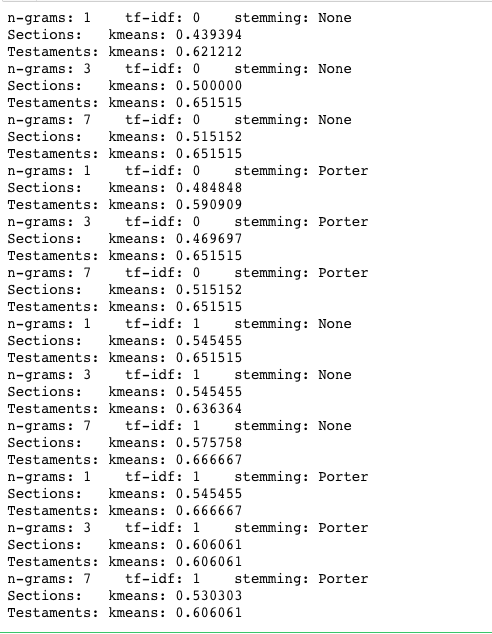 n-grams: 1    tf-idf: 0    stemming: None
Sections:   kmeans: 0.439394
Testaments: kmeans: 0.621212
n-grams: 3    tf-idf: 0    stemming: None
Sections:   kmeans: 0.500000
Testaments: kmeans: 0.651515
n-grams: 7    tf-idf: 0    stemming: None
Sections:   kmeans: 0.515152
Testaments: kmeans: 0.651515
n-grams: 1    tf-idf: 0    stemming: Porter
Sections:   kmeans: 0.484848
Testaments: kmeans: 0.590909
n-grams: 3    tf-idf: 0    stemming: Porter
Sections:   kmeans: 0.469697
Testaments: kmeans: 0.651515
n-grams: 7    tf-idf: 0    stemming: Porter
Sections:   kmeans: 0.515152
Testaments: kmeans: 0.651515
n-grams: 1    tf-idf: 1    stemming: None
Sections:   kmeans: 0.545455
Testaments: kmeans: 0.651515
n-grams: 3    tf-idf: 1    stemming: None
Sections:   kmeans: 0.545455
Testaments: kmeans: 0.636364
n-grams: 7    tf-idf: 1    stemming: None
Sections:   kmeans: 0.575758
Testaments: kmeans: 0.666667
n-grams: 1    tf-idf: 1    stemming: Porter
Sections:   kmeans: 0.545455
Testaments: kmeans: 0.666667
n-grams: 3    tf-idf: 1    stemming: Porter
Sections:   kmeans: 0.606061
Testaments: kmeans: 0.606061
n-grams: 7    tf-idf: 1    stemming: Porter
Sections:   kmeans: 0.530303
Testaments: kmeans: 0.606061